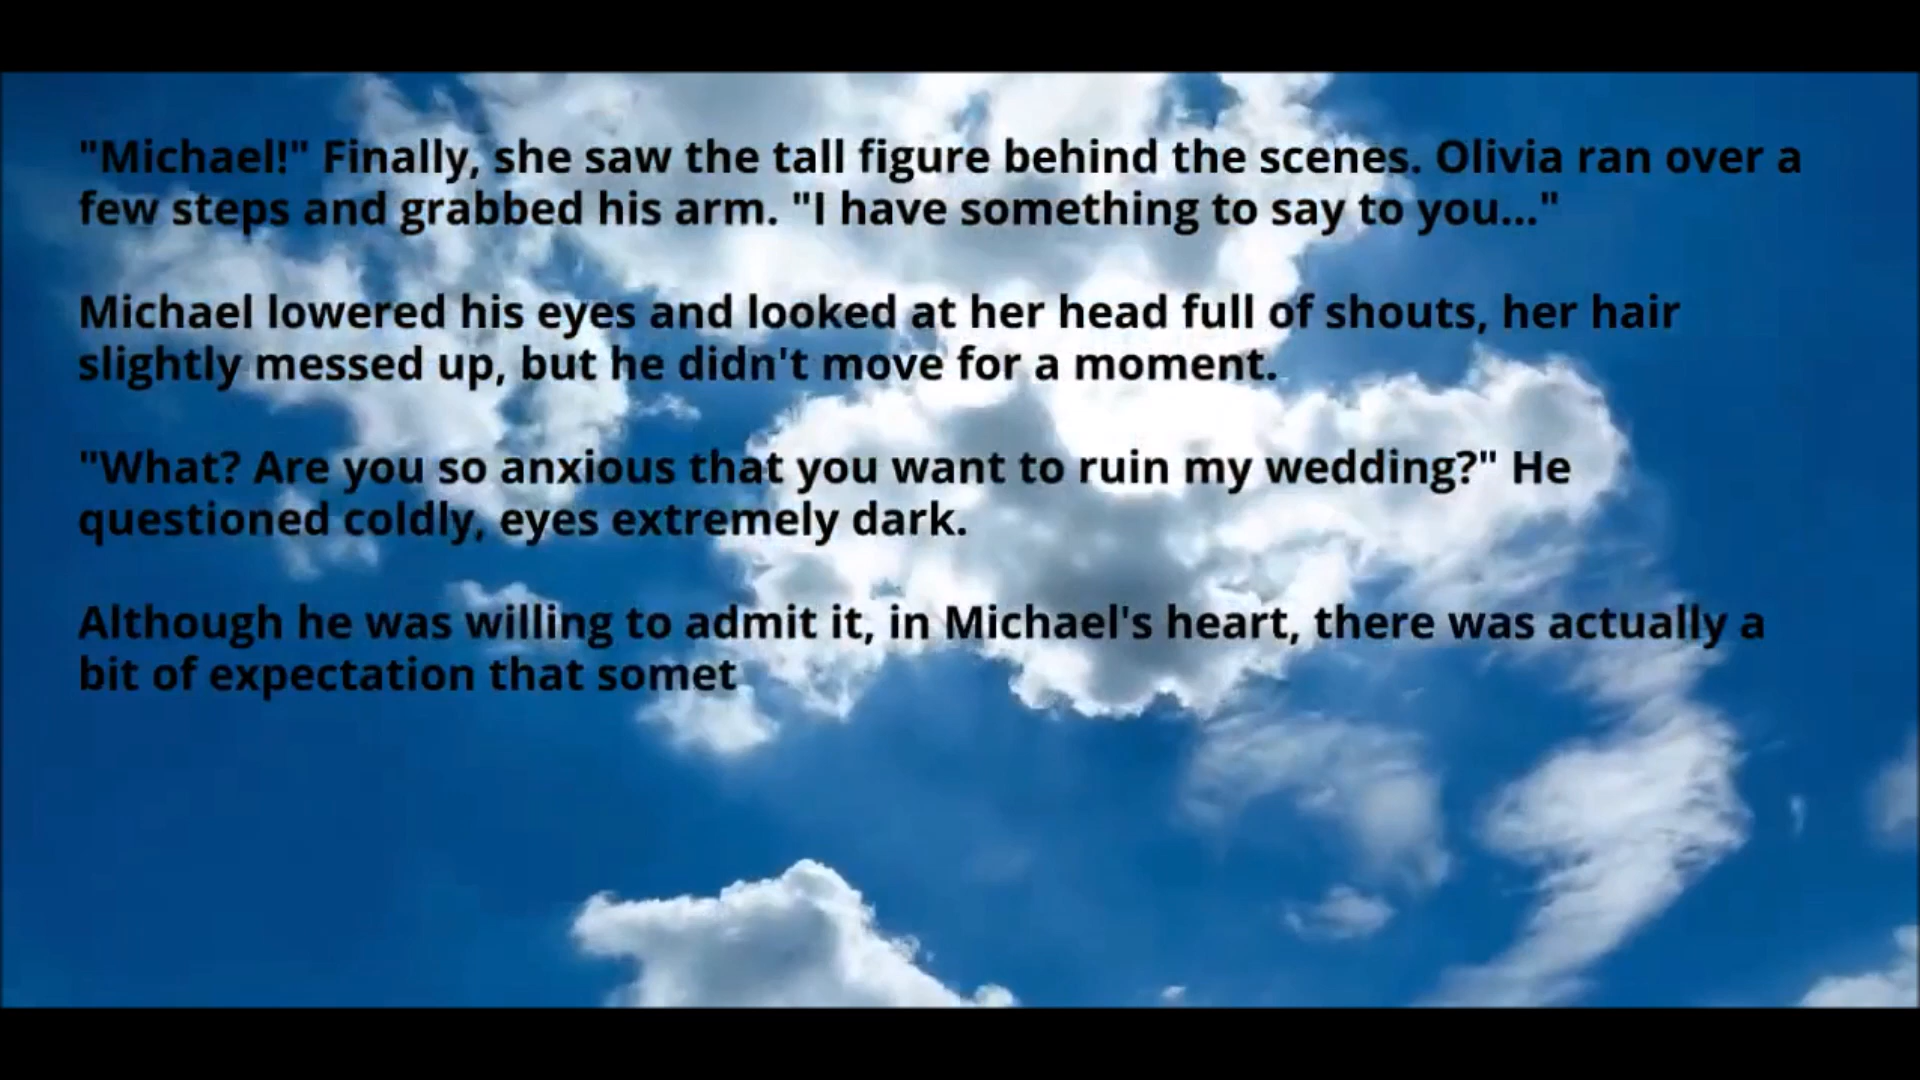 "Michael!" Finally, she saw the tall figure behind the scenes. Olivia ran over a
few steps and grabbed his arm. "I have something to say to you..."
Michael lowered his eyes and looked at her head full of shouts, her hair
slightly messed up, but he didn't move for a moment.
"What? Are you so anxious that you want to ruin my wedding?" He
questioned coldly, eyes extremely dark.
Although he was willing to admit it, in Michael's heart, there was actually a
bit of expectation that somet